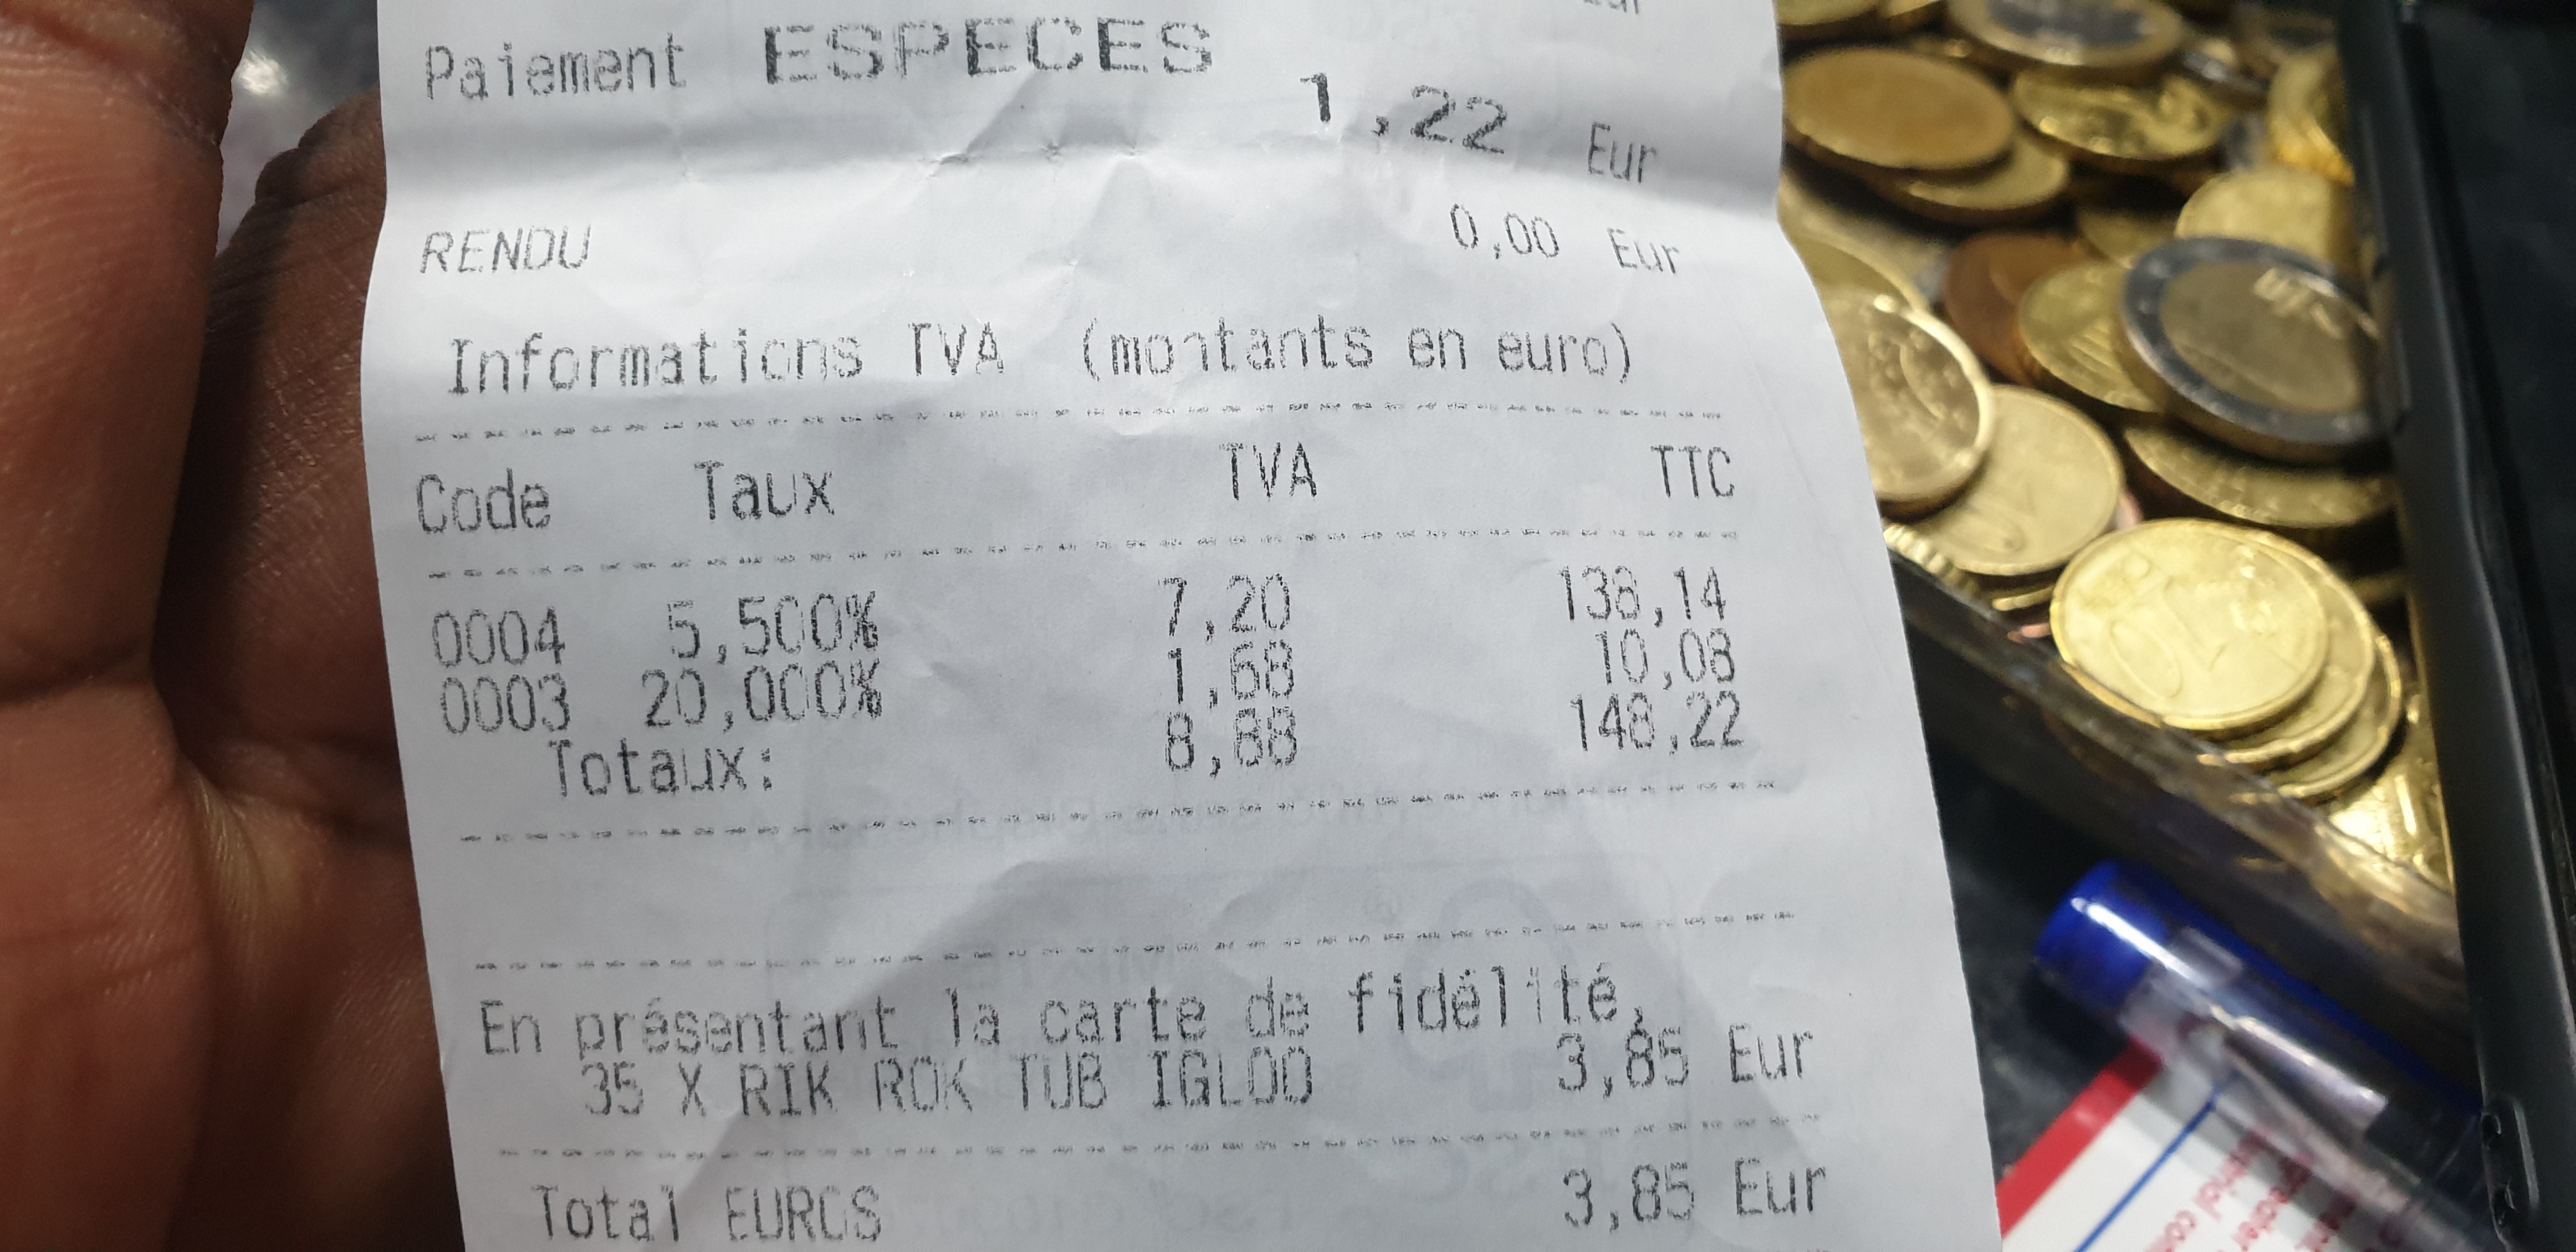 Paiement ESPECES 1,22 Eur
RENDU 0,00 Eur
Informations TVA (montants en euro)
Code Taux TVA TTC
0004 5,500% 7,20 138,14
0003 20,000% 1,68 10,08
Totaux: 8,88 148,22
En présentant la carte de fidélité,
35 X RIK ROK TUB IGLOO 3,85 Eur
Total EUROS 3,85 Eur